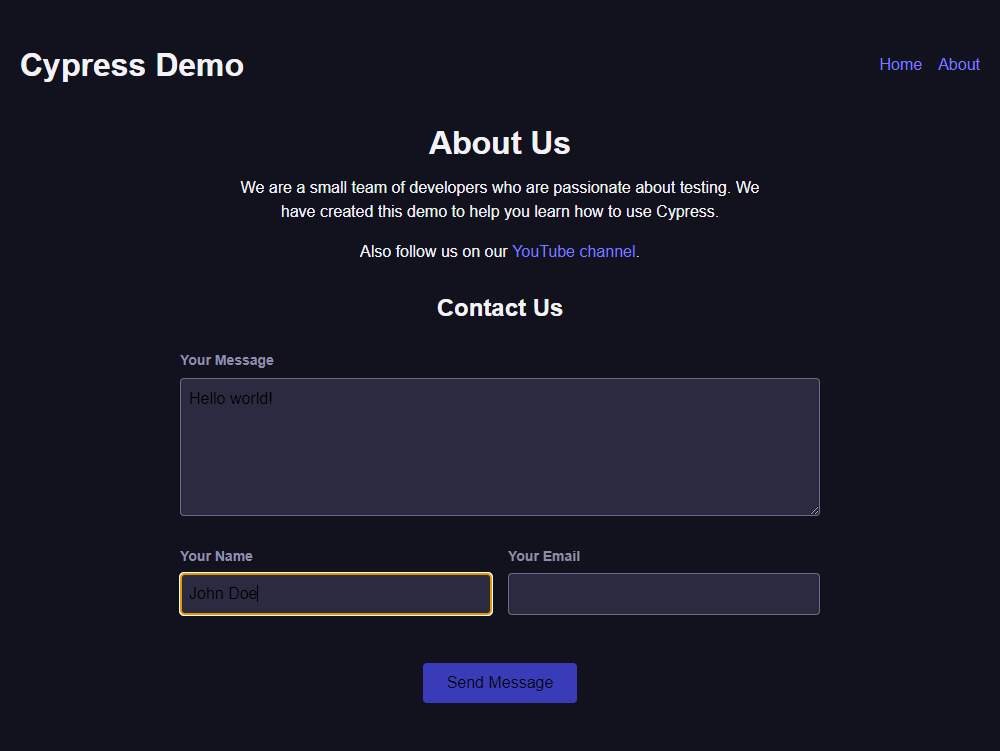 Cypress Demo
Home About
About Us
We are a small team of developers who are passionate about testing. We
have created this demo to help you learn how to use Cypress.
Also follow us on our YouTube channel.
Contact Us
Your Message
Hello world!
Your Name
Your Email
John Doe
Send Message